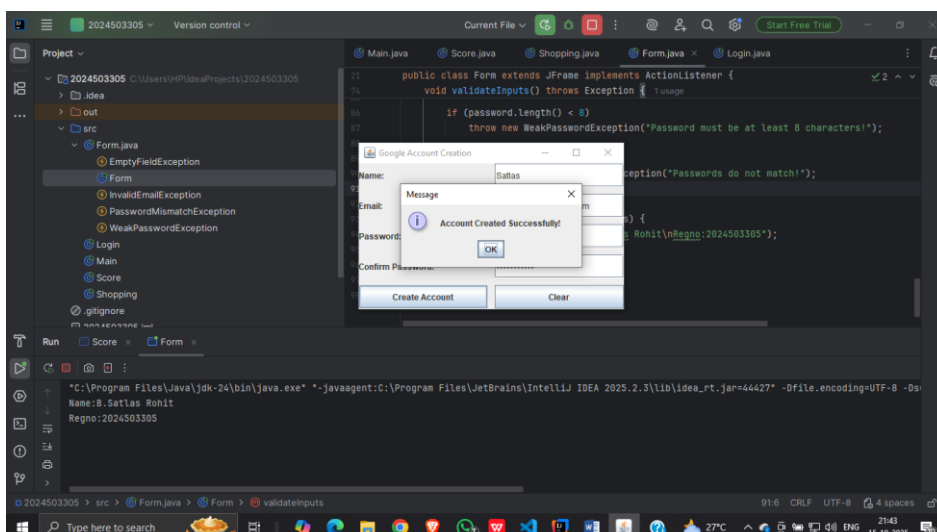 2024503305
Version control
Current File
Start Free Trial
Project
Main.java
Score.java
Shopping.java
Form.java
Login.java
2024503305 C:\Users\HP\IdeaProjects\2024503305
.idea
out
src
Form.java
EmptyFieldException
Form
InvalidEmailException
PasswordMismatchException
WeakPasswordException
Login
Main
Score
Shopping
.gitignore
21 public class Form extends JFrame implements ActionListener {
2
74 void validateInputs() throws Exception { 1 usage
86 if (password.length() < 8)
87 throw new WeakPasswordException("Password must be at least 8 characters!");
ception("Passwords do not match!");
s) {
Rohit\nRegno:2024503305");
Google Account Creation
Name:
Satlas
Email:
m
Password:
Confirm Password:
Create Account
Clear
Message
Account Created Successfully!
OK
Run
Score
Form
"C:\Program Files\Java\jdk-24\bin\java.exe" "-javaagent:C:\Program Files\JetBrains\IntelliJ IDEA 2025.2.3\lib\idea_rt.jar=44427" -Dfile.encoding=UTF-8
Name:B.Satlas Rohit
Regno:2024503305
2024503305 > src > Form.java > Form > validateInputs
91:6 CRLF UTF-8 4 spaces
Type here to search
27°C
ENG
21:43